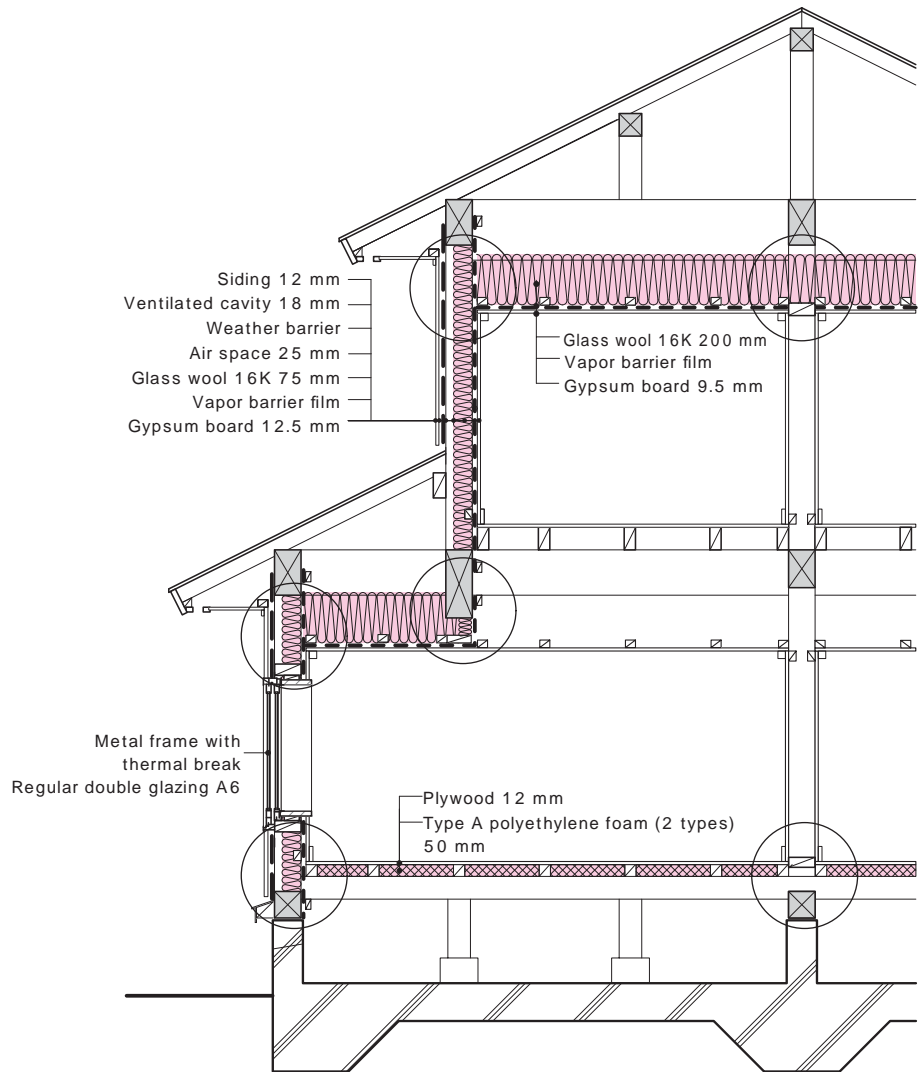 Siding 12 mm
Ventilated cavity 18 mm
Weather barrier
Air space 25 mm
Glass wool 16K 75 mm
Vapor barrier film
Gypsum board 12.5 mm
Glass wool 16K 200 mm
Vapor barrier film
Gypsum board 9.5 mm
Metal frame with
thermal break
Regular double glazing A6
Plywood 12 mm
Type A polyethylene foam (2 types)
50 mm